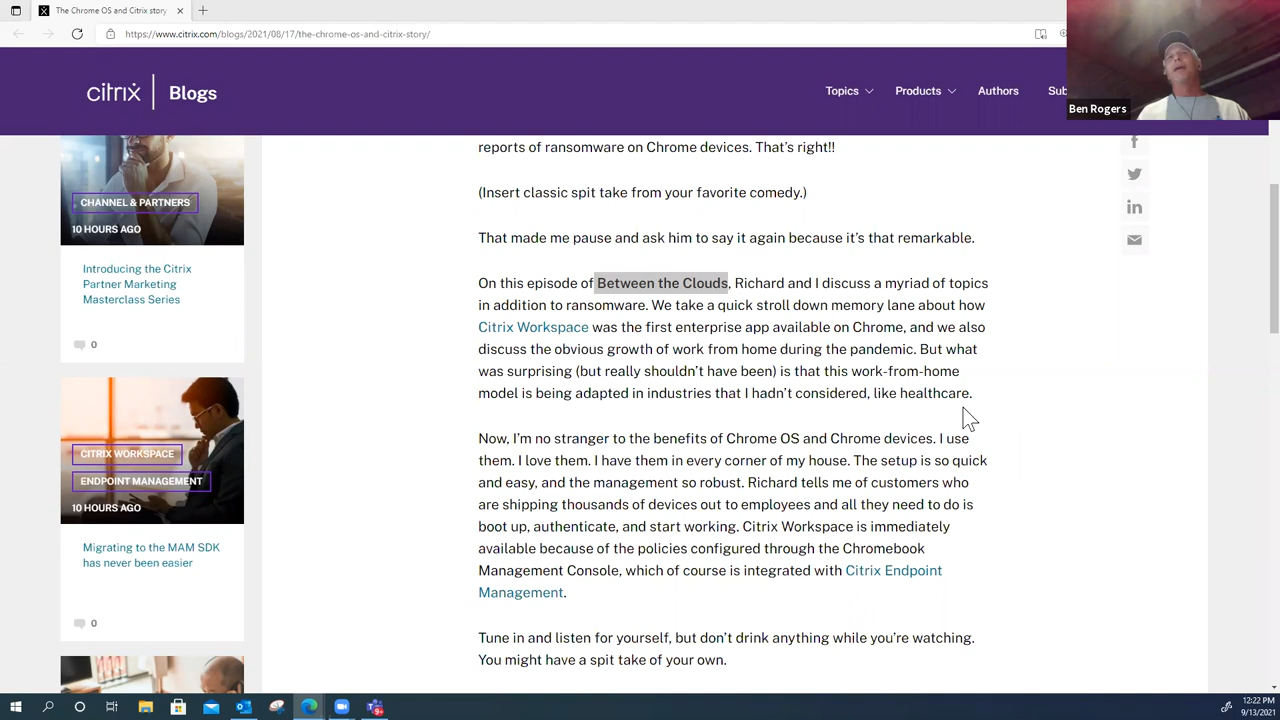 The Chrome OS and Citrix story
https://www.citrix.com/blogs/2021/08/17/the-chrome-os-and-citrix-story/
citrix | Blogs
Topics
Products
Authors
Sub
Ben Rogers
CHANNEL & PARTNERS
10 HOURS AGO
Introducing the Citrix
Partner Marketing
Masterclass Series
0
CITRIX WORKSPACE
ENDPOINT MANAGEMENT
10 HOURS AGO
Migrating to the MAM SDK
has never been easier
0
reports of ransomware on Chrome devices. That’s right!!
(Insert classic spit take from your favorite comedy.)
That made me pause and ask him to say it again because it’s that remarkable.
On this episode of Between the Clouds, Richard and I discuss a myriad of topics
in addition to ransomware. We take a quick stroll down memory lane about how
Citrix Workspace was the first enterprise app available on Chrome, and we also
discuss the obvious growth of work from home during the pandemic. But what
was surprising (but really shouldn’t have been) is that this work-from-home
model is being adapted in industries that I hadn’t considered, like healthcare.
Now, I’m no stranger to the benefits of Chrome OS and Chrome devices. I use
them. I love them. I have them in every corner of my house. The setup is so quick
and easy, and the management so robust. Richard tells me of customers who
are shipping thousands of devices out to employees and all they need to do is
boot up, authenticate, and start working. Citrix Workspace is immediately
available because of the policies configured through the Chromebook
Management Console, which of course is integrated with Citrix Endpoint
Management.
Tune in and listen for yourself, but don’t drink anything while you’re watching.
You might have a spit take of your own.
12:22 PM
9/13/2021